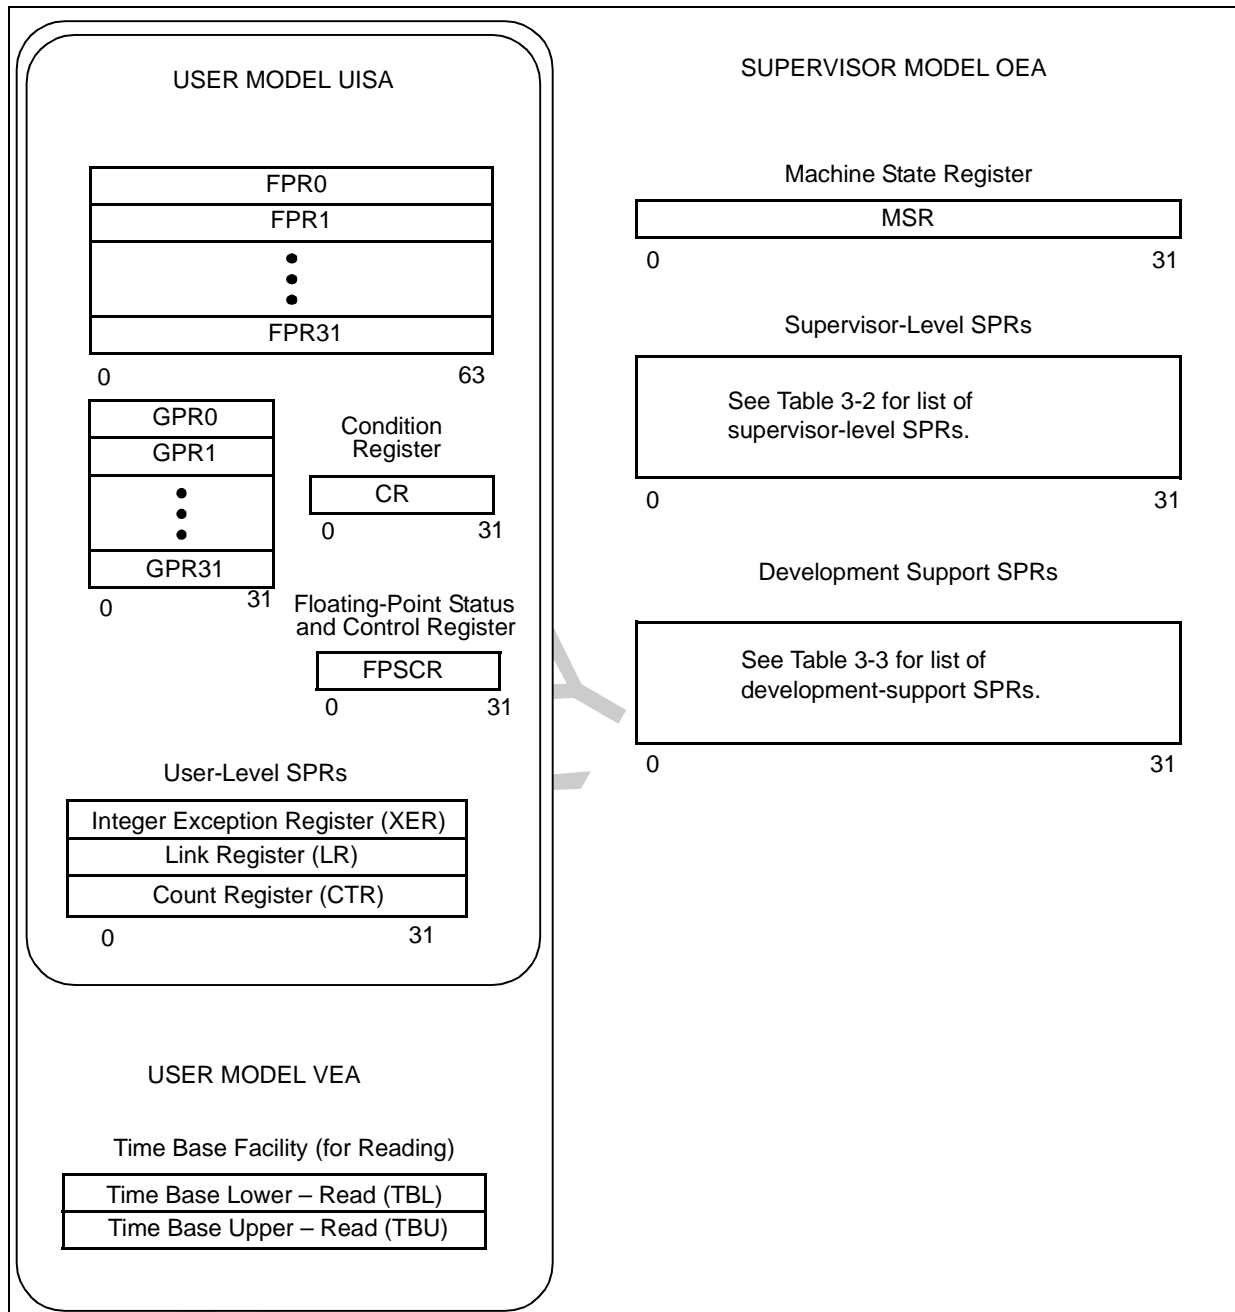 USER MODEL UISA
FPR0
FPR1
FPR31
0 63
GPR0
GPR1
GPR31
0 31
Condition
Register
CR
0 31
Floating-Point Status
and Control Register
FPSCR
0 31
User-Level SPRs
Integer Exception Register (XER)
Link Register (LR)
Count Register (CTR)
0 31
USER MODEL VEA
Time Base Facility (for Reading)
Time Base Lower – Read (TBL)
Time Base Upper – Read (TBU)
SUPERVISOR MODEL OEA
Machine State Register
MSR
0 31
Supervisor-Level SPRs
See Table 3-2 for list of
supervisor-level SPRs.
0 31
Development Support SPRs
See Table 3-3 for list of
development-support SPRs.
0 31